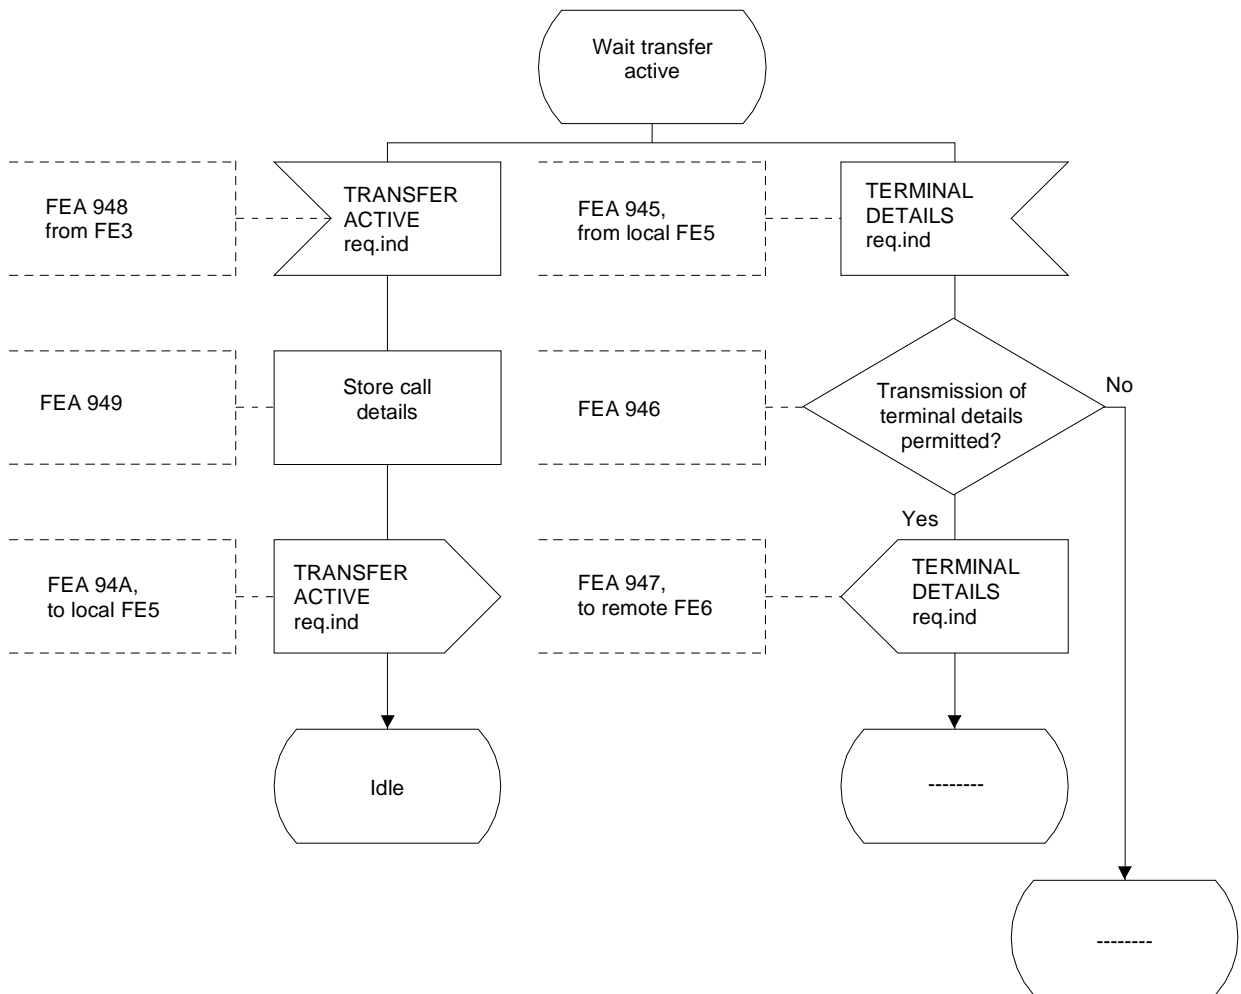 Wait transfer
active
FEA 948
from FE3
TRANSFER
ACTIVE
req.ind
FEA 945,
from local FE5
TERMINAL
DETAILS
req.ind
FEA 949
Store call
details
FEA 946
Transmission of
terminal details
permitted?
No
Yes
FEA 94A,
to local FE5
TRANSFER
ACTIVE
req.ind
FEA 947,
to remote FE6
TERMINAL
DETAILS
req.ind
Idle
--------
--------